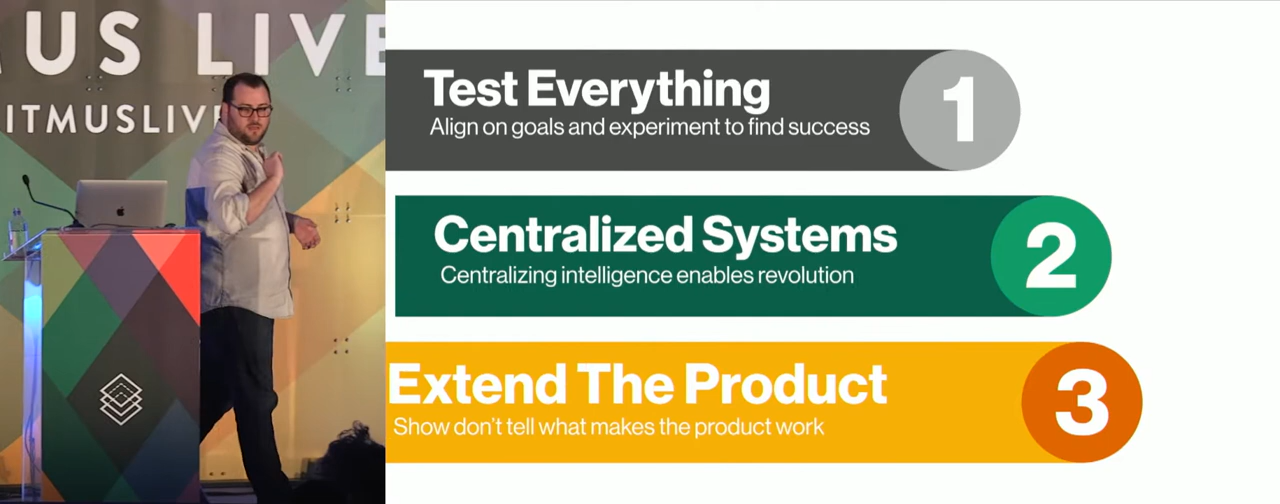 US LIVE
ITMUSLIVE
Test Everything
Align on goals and experiment to find success
1
Centralized Systems
Centralizing intelligence enables revolution
2
Extend The Product
Show don't tell what makes the product work
3